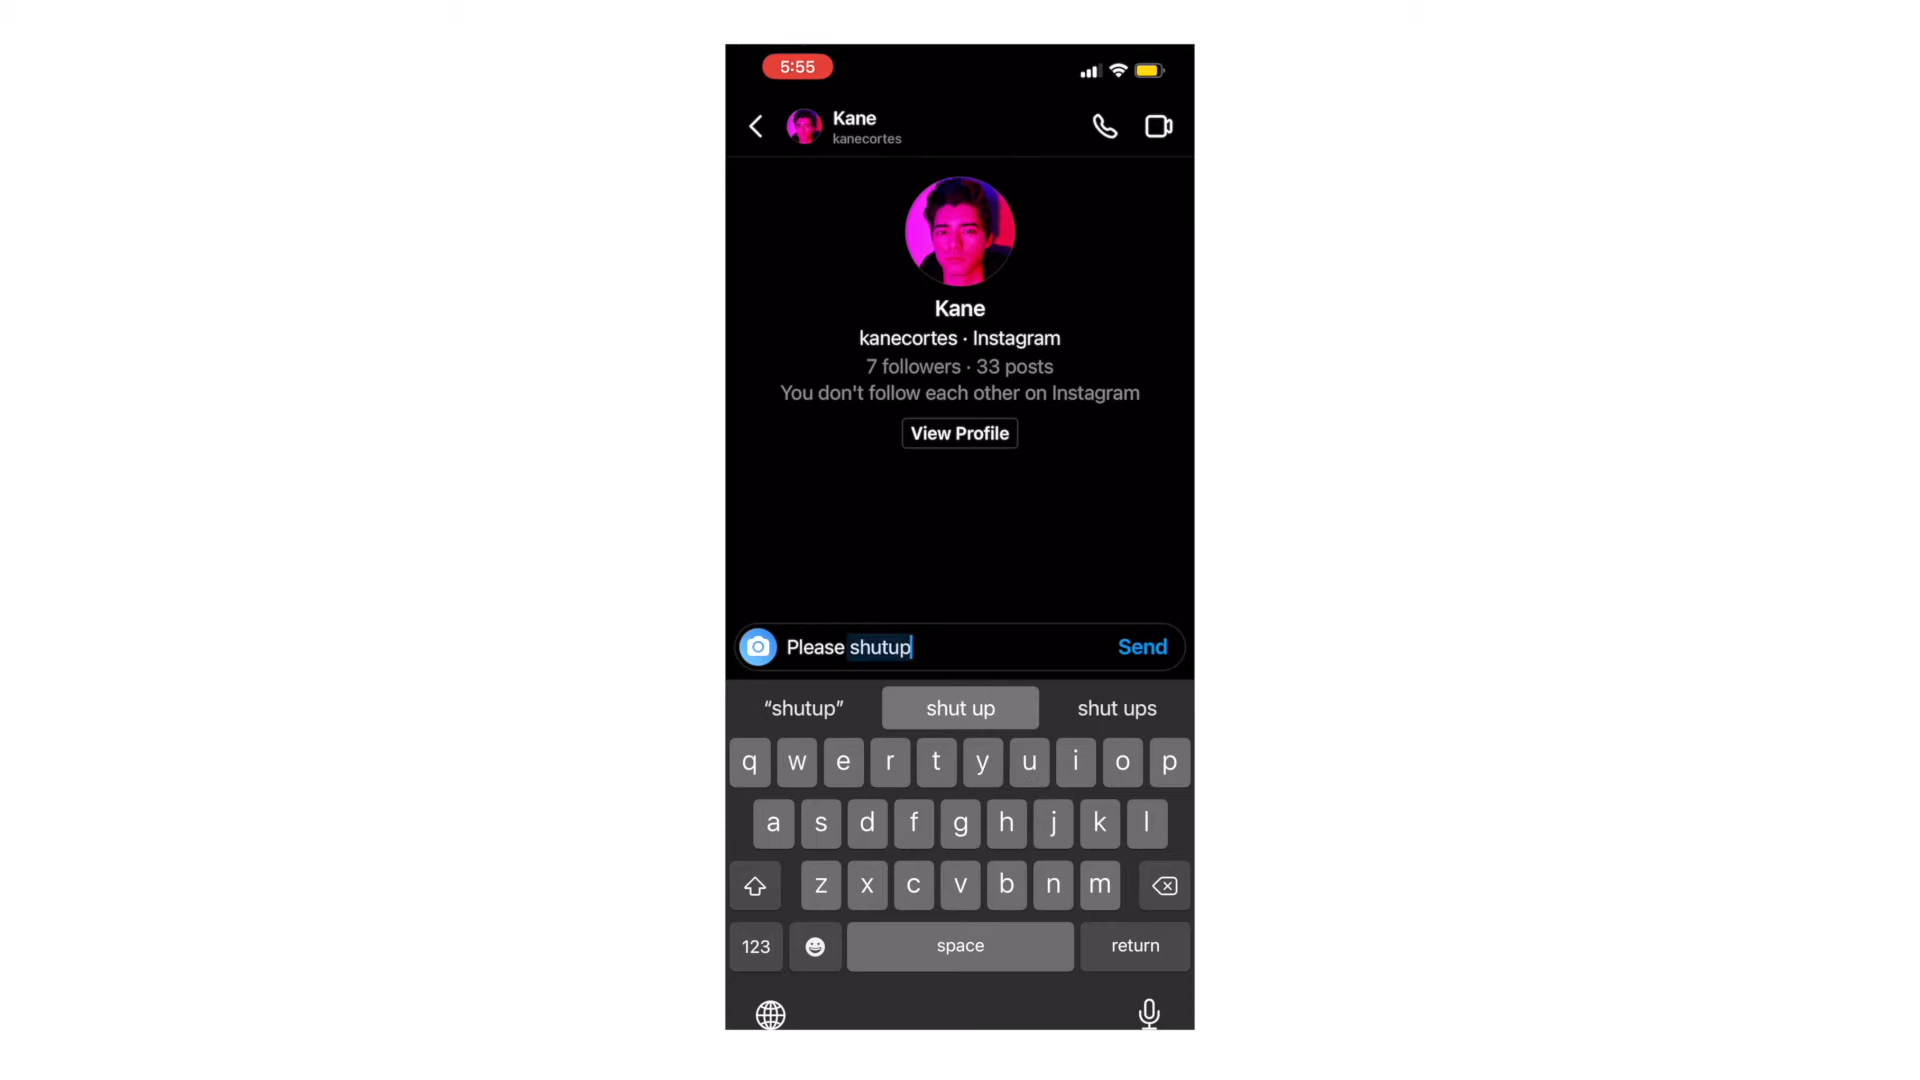 5:55
Kane
kanecortes
Kane
kanecortes · Instagram
7 followers · 33 posts
You don't follow each other on Instagram
View Profile
Please shutup
Send
“shutup” shut up shut ups
q w e r t y u i o p
a s d f g h j k l
z x c v b n m
123 space return